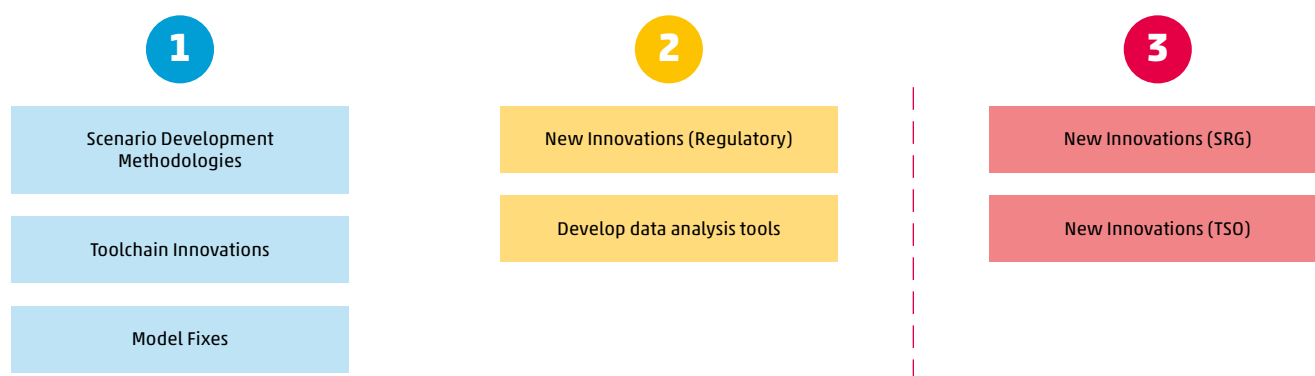 1
Scenario Development
Methodologies
Toolchain Innovations
Model Fixes
2
New Innovations (Regulatory)
Develop data analysis tools
3
New Innovations (SRG)
New Innovations (TSO)